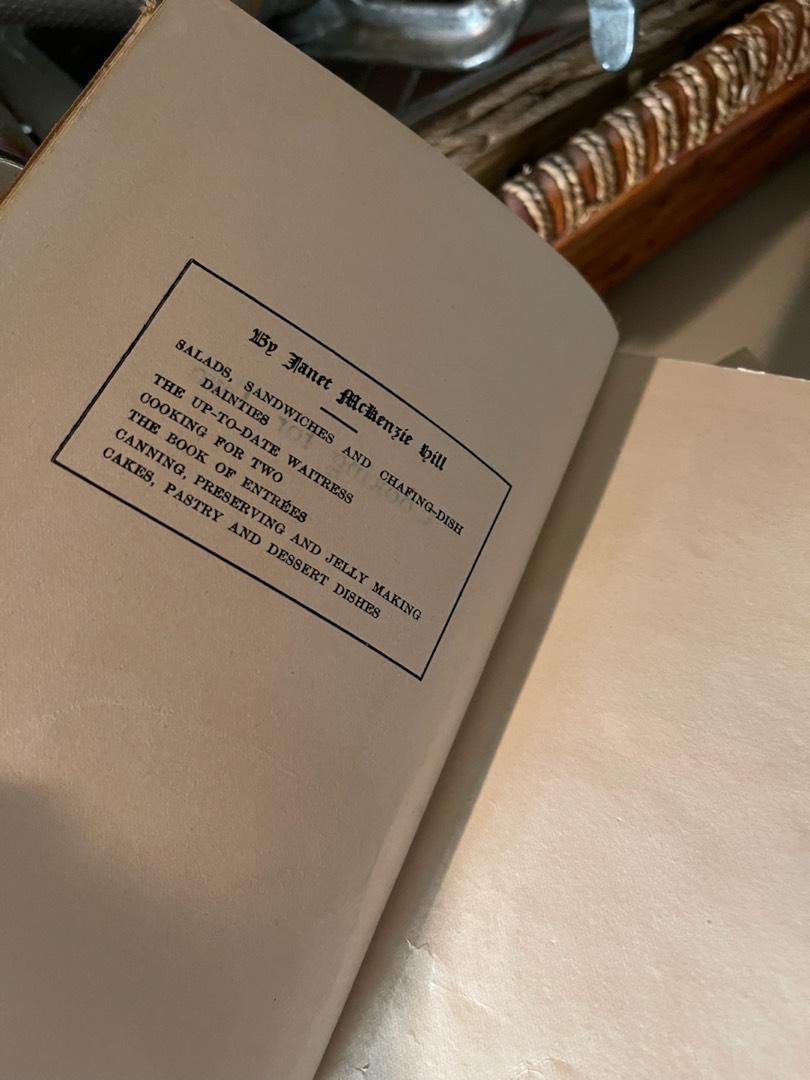 By Janet McKenzie Hill
SALADS, SANDWICHES AND CHAFING-DISH
DAINTIES
THE UP-TO-DATE WAITRESS
COOKING FOR TWO
THE BOOK OF ENTRÉES
CANNING, PRESERVING AND JELLY MAKING
CAKES, PASTRY AND DESSERT DISHES